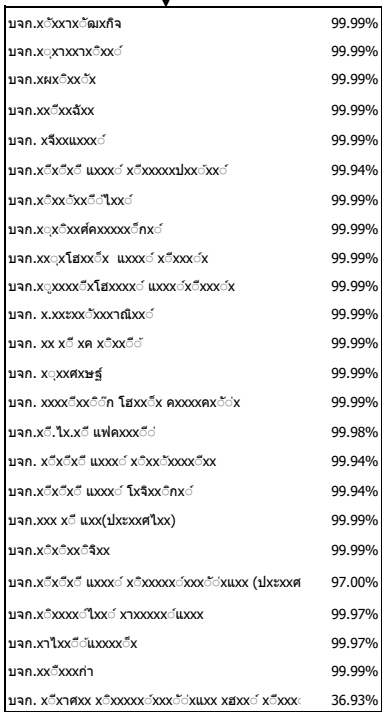 บจก.x◌ัxxาx◌ัฒxกิจ 99.99%
บจก.x◌ุxาxxาx◌ิxx◌์ 99.99%
บจก.xผx◌ิxx◌ัx 99.99%
บจก.xx◌ีxxฉัxx 99.99%
บจก. xจีxxแxxx◌์ 99.99%
บจก.x◌ีx◌ีx◌ี แxxx◌์ x◌ีxxxxxปxx◌้xx◌์ 99.94%
บจก.x◌ิxx◌ัxx◌ี◌้ไxx◌์ 99.99%
บจก.x◌ุx◌ิxxศ์คxxxxx◌็กx◌์ 99.99%
บจก.xx◌ุxโฮxx◌็x แxxx◌์ x◌ีxxx◌์x 99.99%
บจก.x◌ูxxxx◌ีxโฮxxxx◌์ แxxx◌์x◌ีxxx◌์x 99.99%
บจก. x.xxะxx◌ัxxxาณิxx◌์ 99.99%
บจก. xx x◌ี xค x◌ิxx◌ี◌้ 99.99%
บจก. x◌ุxxศxษฐ์ 99.99%
บจก. xxxx◌ีxx◌ิ◌๊ก โฮxx◌็x คxxxxคx◌ั◌่x 99.99%
บจก.x◌ี.ไx.x◌ี แฟคxxx◌ี◌่ 99.98%
บจก. x◌ีx◌ีx◌ี แxxx◌์ x◌ิxx◌ัxxxx◌ีxx 99.94%
บจก.x◌ีx◌ีx◌ี แxxx◌์ โxจิxx◌ิกx◌์ 99.94%
บจก.xxx x◌ี แxx(ปxะxxศไxx) 99.99%
บจก.x◌ิx◌ิxx◌ิจิxx 99.99%
บจก.x◌ีx◌ีx◌ี แxxx◌์ x◌ิxxxxx◌์xxx◌ั◌่xแxx (ปxะxxศ 97.00%
บจก.x◌ิxxxx◌์ไxx◌์ xาxxxxx◌์แxxx 99.97%
บจก.xาไxx◌ี◌้แxxxx◌็x 99.97%
บจก.xx◌ีxxxก่า 99.99%
บจก. x◌ีxาศxx x◌ิxxxxx◌์xxx◌ั◌่xแxx xฮxx◌์ x◌ีxxx◌ 36.93%